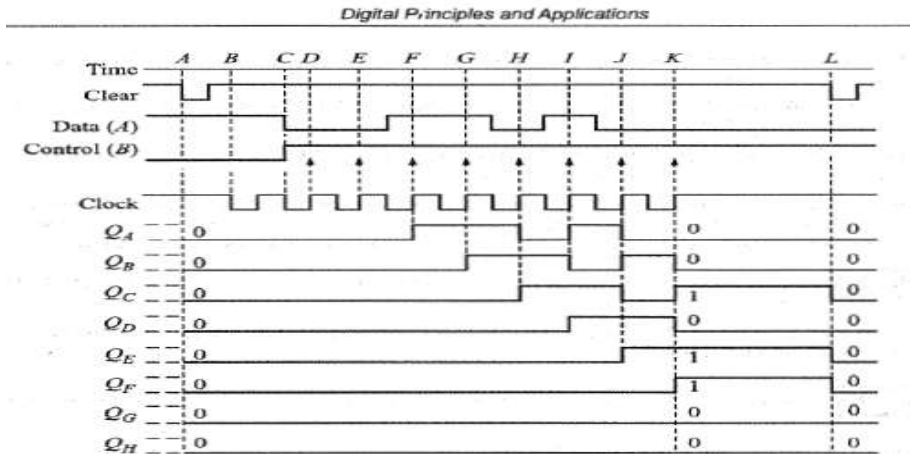 Digital Principles and Applications
A B C D E F G H I J K L
Time
Clear
Data (A)
Control (B)
Clock
Q_A 0 0 0
Q_B 0 0 0
Q_C 0 1 0
Q_D 0 0 0
Q_E 0 1 0
Q_F 0 1 0
Q_G 0 0 0
Q_H 0 0 0